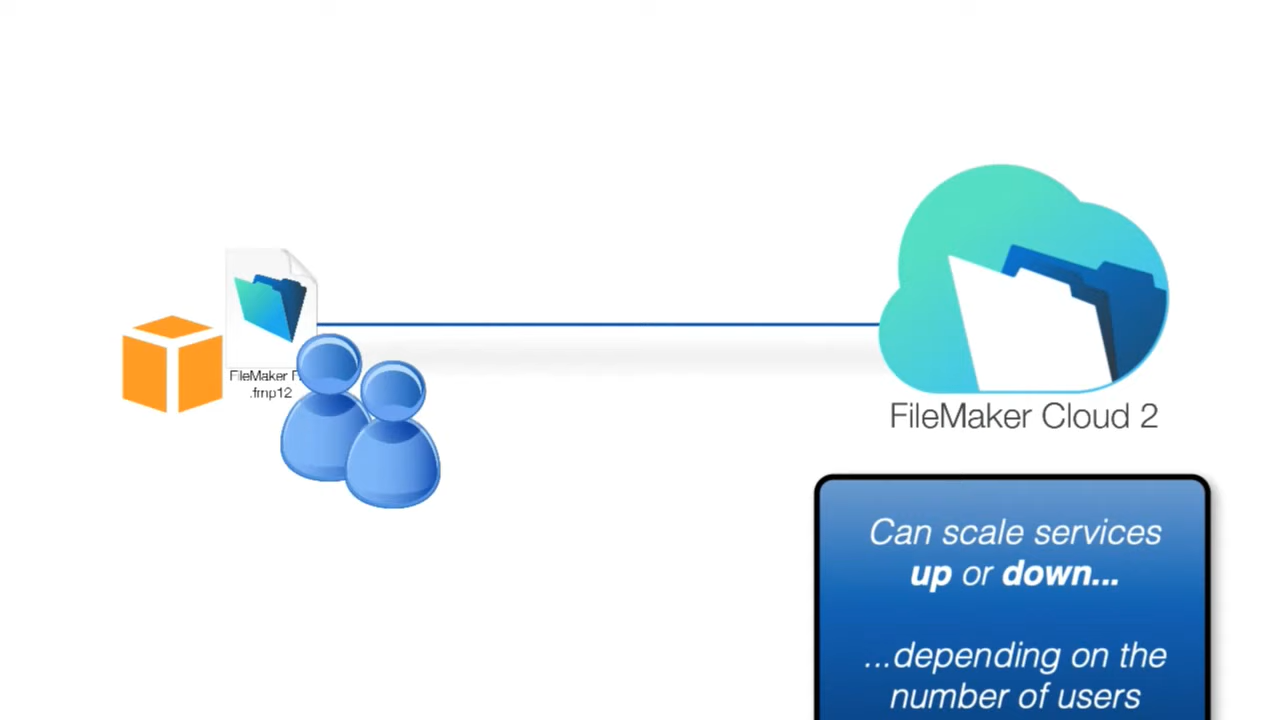 FileMaker
.fmp12
FileMaker Cloud 2
Can scale services
up or down...
...depending on the
number of users